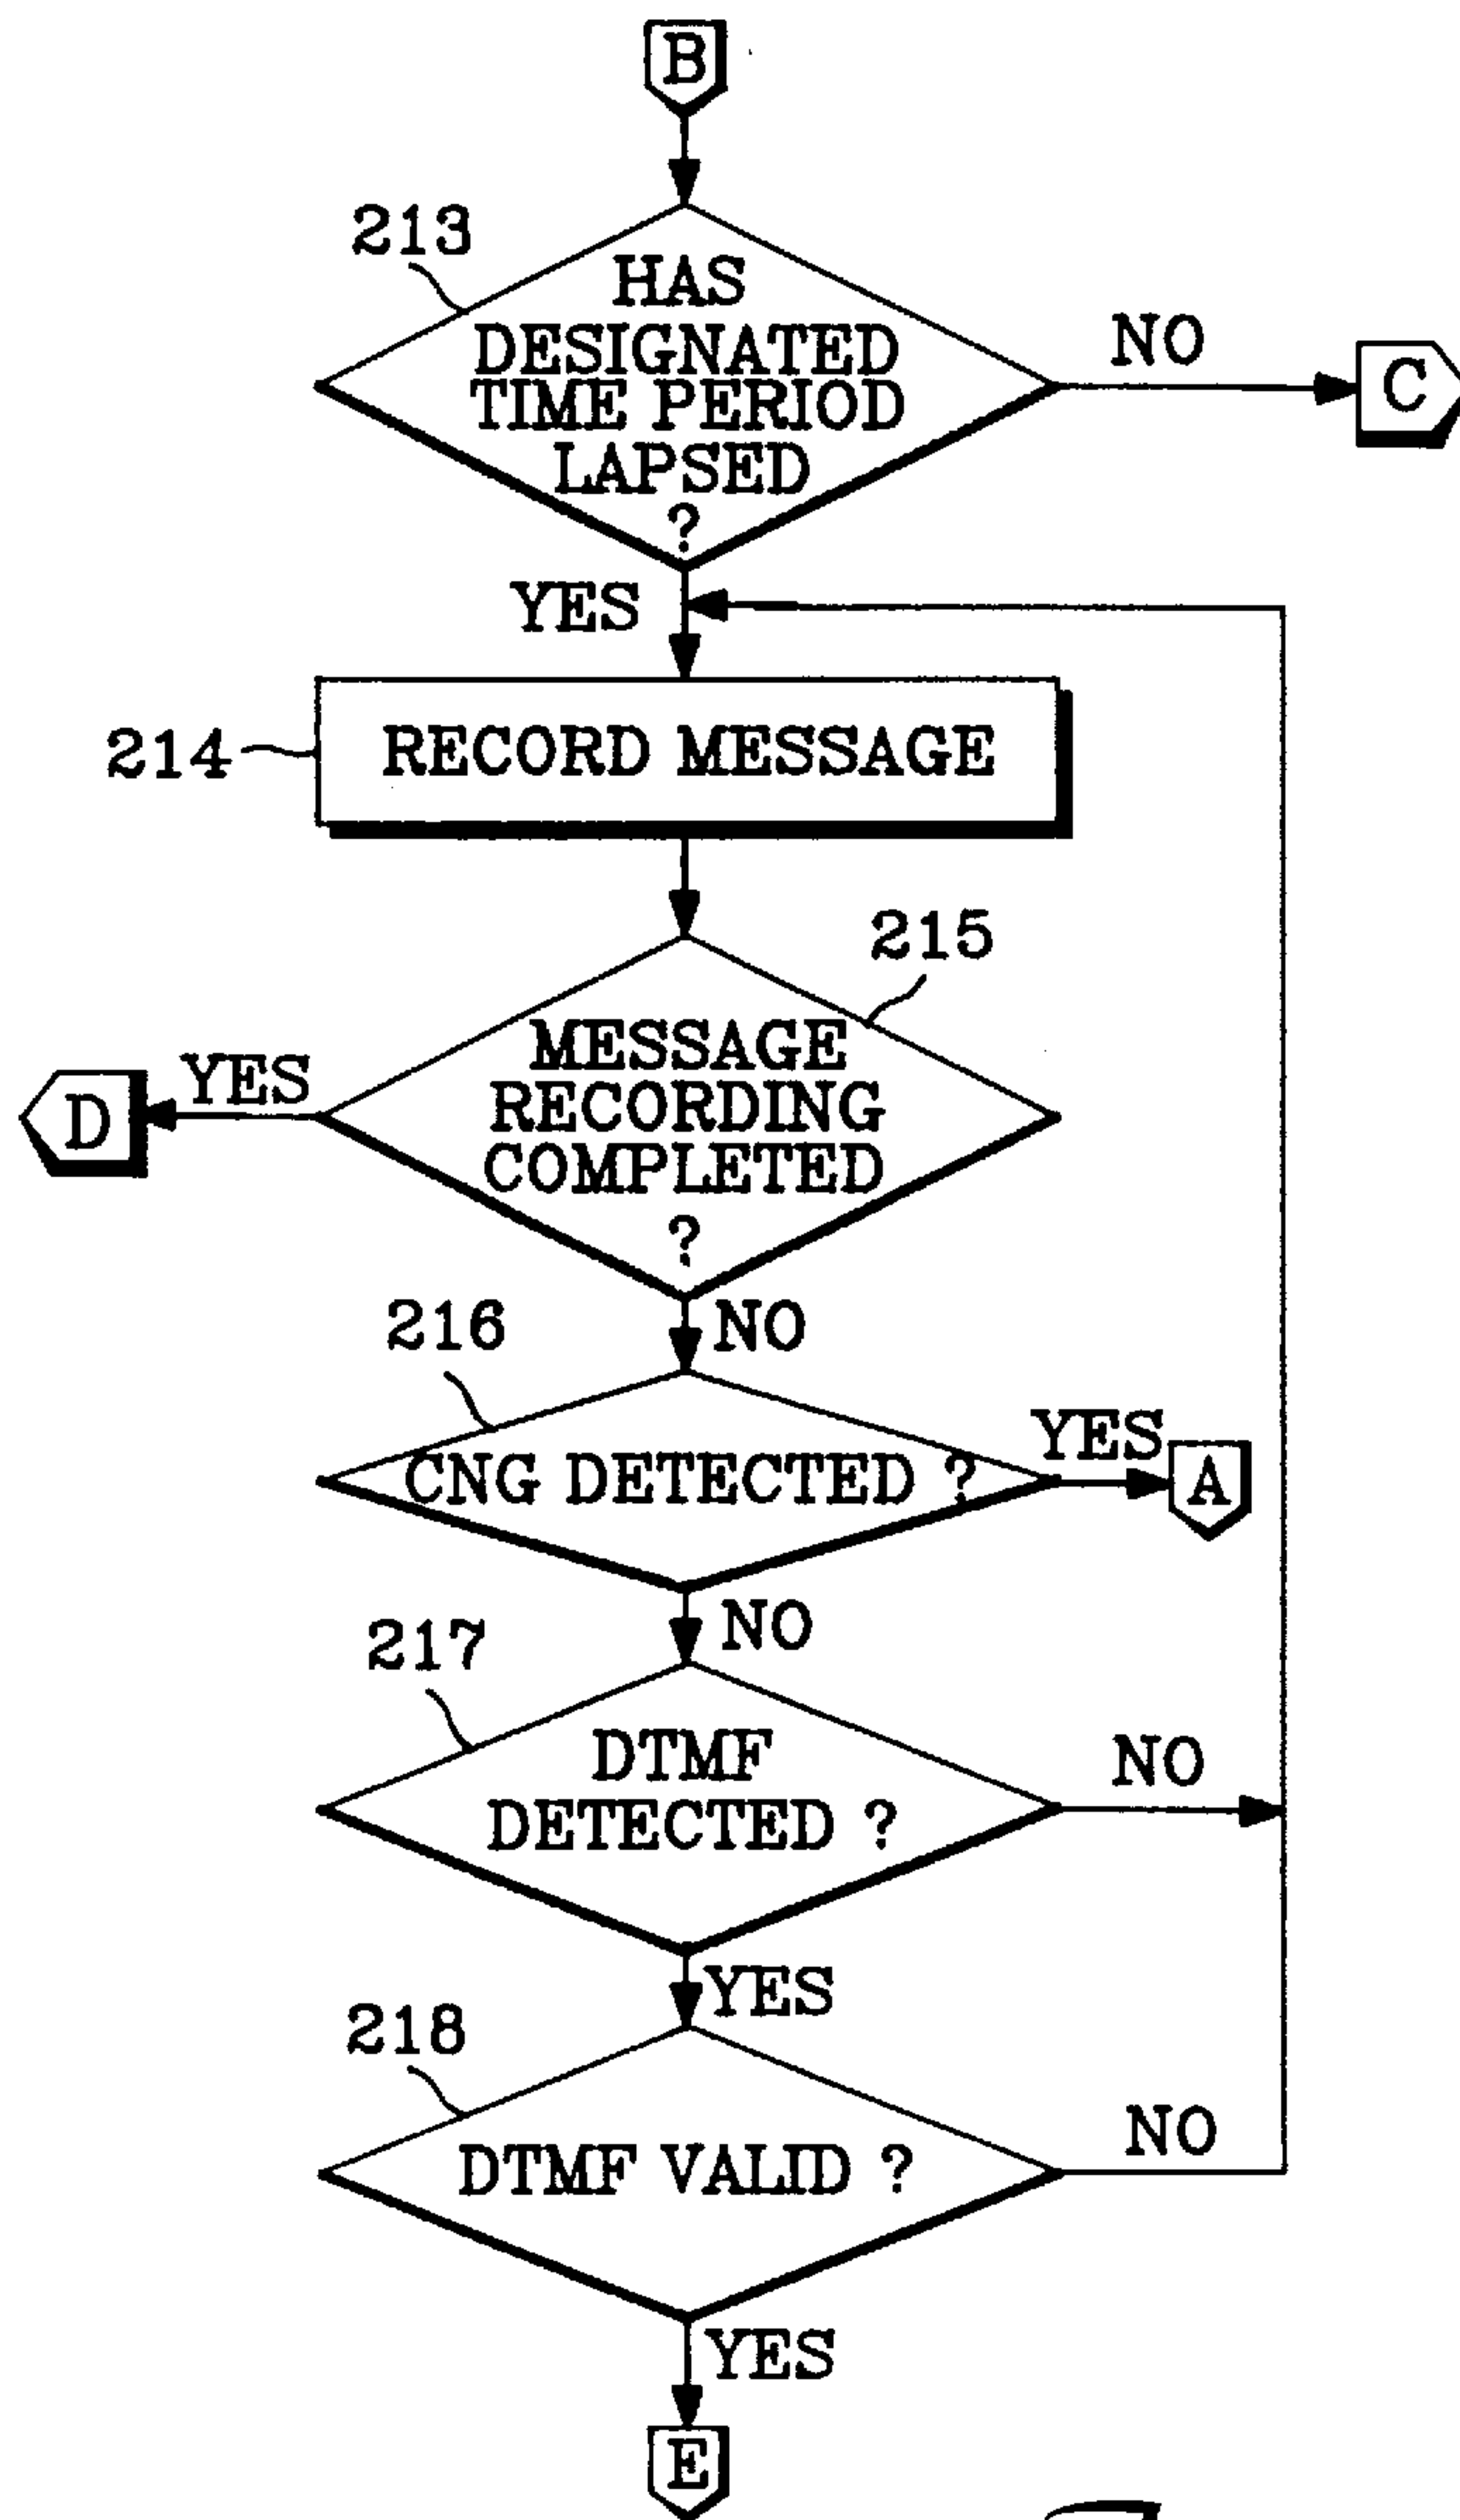 B
213
HAS
DESIGNATED
TIME PERIOD
LAPSED
?
NO
C
YES
214
RECORD MESSAGE
215
MESSAGE
RECORDING
COMPLETED
?
YES
D
NO
216
CNG DETECTED ?
YES
A
NO
217
DTMF
DETECTED ?
NO
YES
218
DTMF VALID ?
NO
YES
E